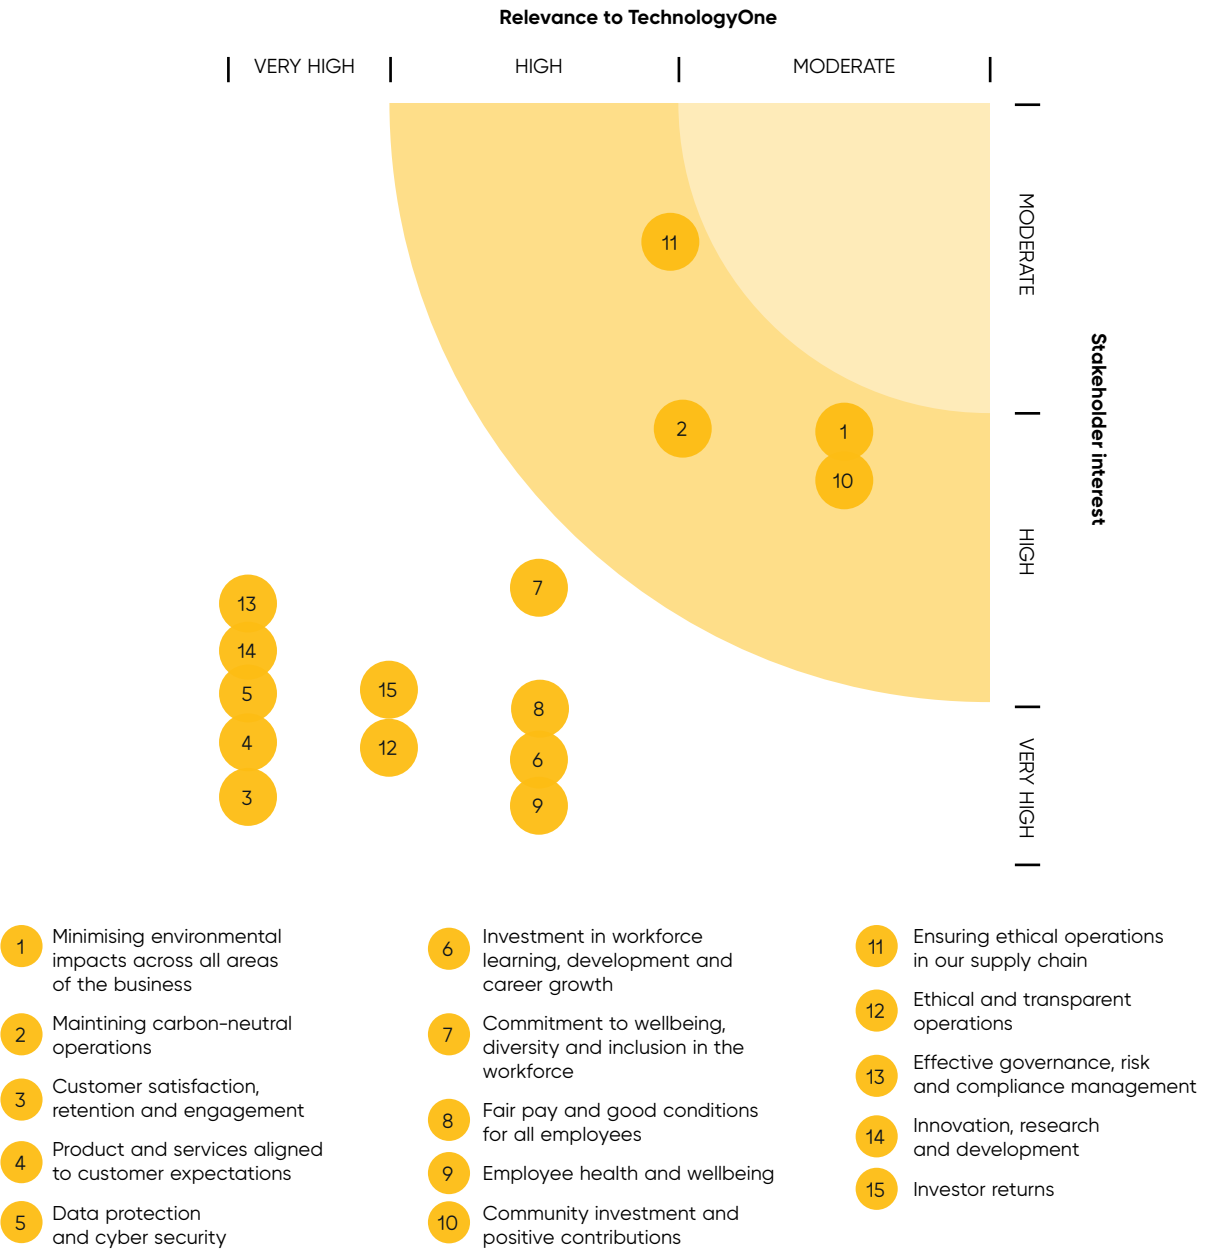 Relevance to TechnologyOne
VERY HIGH
HIGH
MODERATE
MODERATE
HIGH
VERY HIGH
Stakeholder interest
11
2
1
10
7
13
14
5
4
3
15
12
8
6
9
1
Minimising environmental
impacts across all areas
of the business
2
Maintining carbon-neutral
operations
3
Customer satisfaction,
retention and engagement
4
Product and services aligned
to customer expectations
5
Data protection
and cyber security
6
Investment in workforce
learning, development and
career growth
7
Commitment to wellbeing,
diversity and inclusion in the
workforce
8
Fair pay and good conditions
for all employees
9
Employee health and wellbeing
10
Community investment and
positive contributions
11
Ensuring ethical operations
in our supply chain
12
Ethical and transparent
operations
13
Effective governance, risk
and compliance management
14
Innovation, research
and development
15
Investor returns